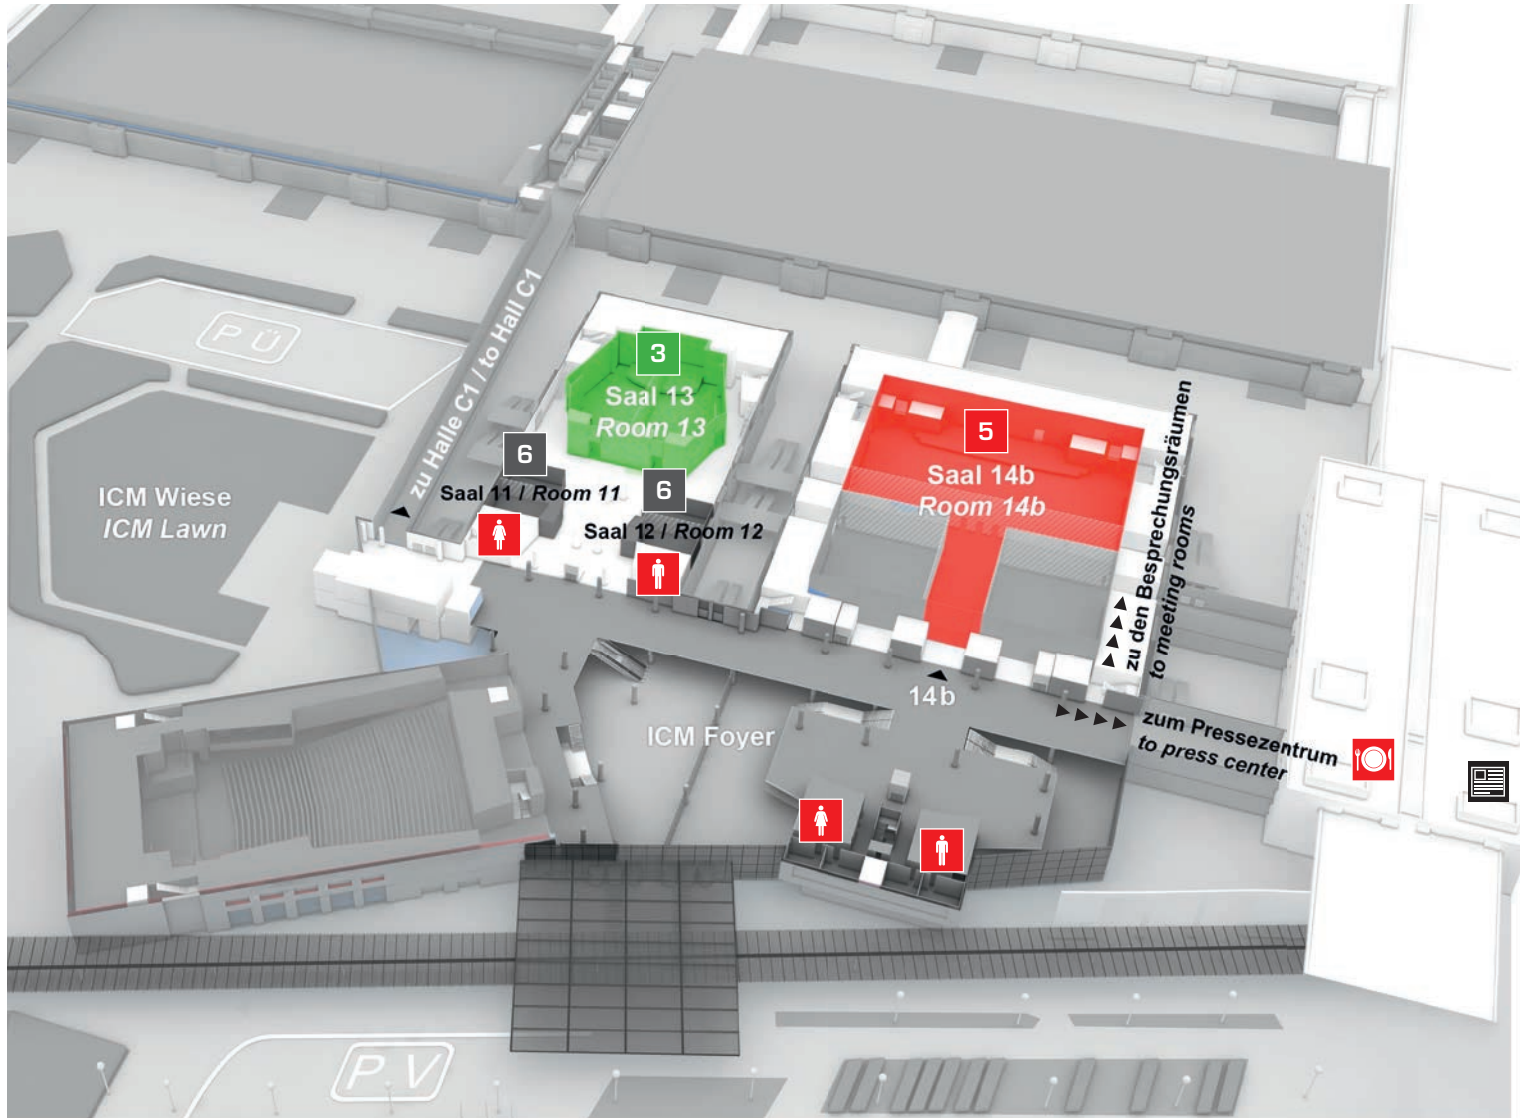 zu Halle C1 / to Hall C1
P Ü
3
Saal 13
Room 13
6
Saal 11 / Room 11
6
Saal 12 / Room 12
5
Saal 14b
Room 14b
zu den Besprechungsräumen
to meeting rooms
ICM Wiese
ICM Lawn
14b
ICM Foyer
zum Pressezentrum
to press center
P V